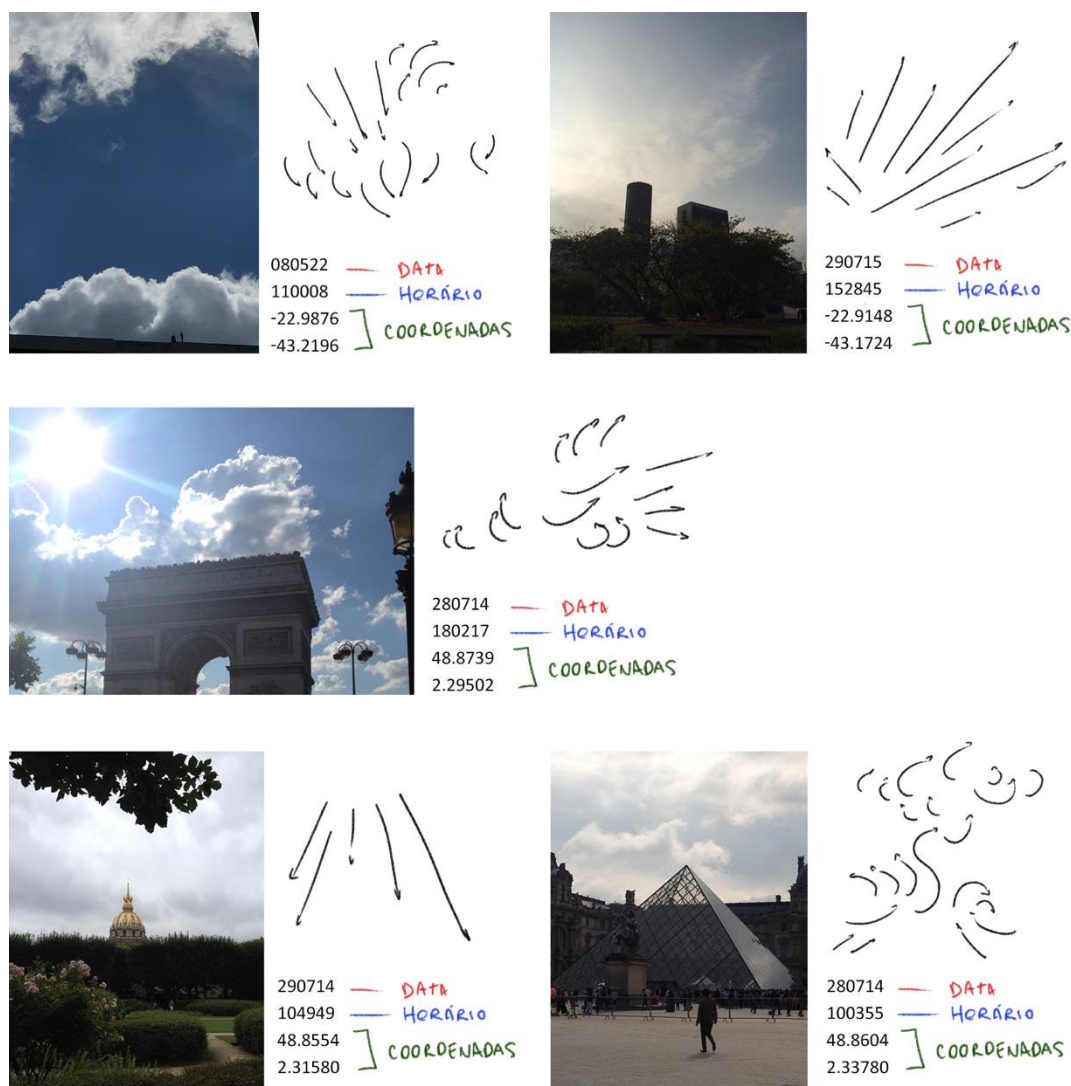 080522 DATA
110008 HORÁRIO
-22.9876
-43.2196 COORDENADAS
290715 DATA
152845 HORÁRIO
-22.9148
-43.1724 COORDENADAS
280714 DATA
180217 HORÁRIO
48.8739
2.29502 COORDENADAS
290714 DATA
104949 HORÁRIO
48.8554
2.31580 COORDENADAS
280714 DATA
100355 HORÁRIO
48.8604
2.33780 COORDENADAS